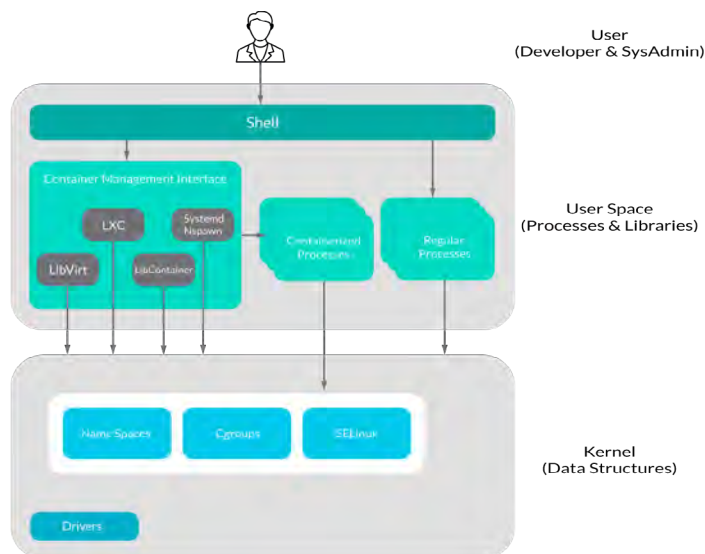 User
(Developer & SysAdmin)
Shell
Container Management Interface
LXC
Systemd
Nspawn
LibVirt
LibContainer
Containerized
Processes
Regular
Processes
User Space
(Processes & Libraries)
Name Spaces
Cgroups
SELinux
Kernel
(Data Structures)
Drivers